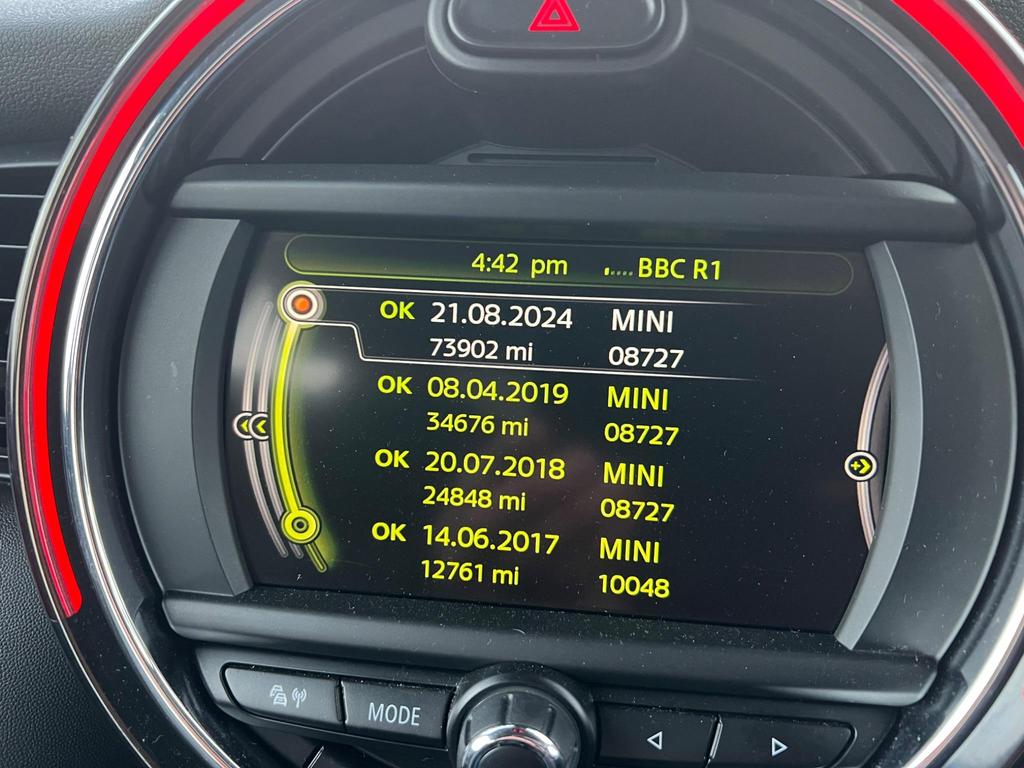 4:42 pm BBC R1
OK 21.08.2024 MINI
73902 mi 08727
OK 08.04.2019 MINI
34676 mi 08727
OK 20.07.2018 MINI
24848 mi 08727
OK 14.06.2017 MINI
12761 mi 10048
MODE